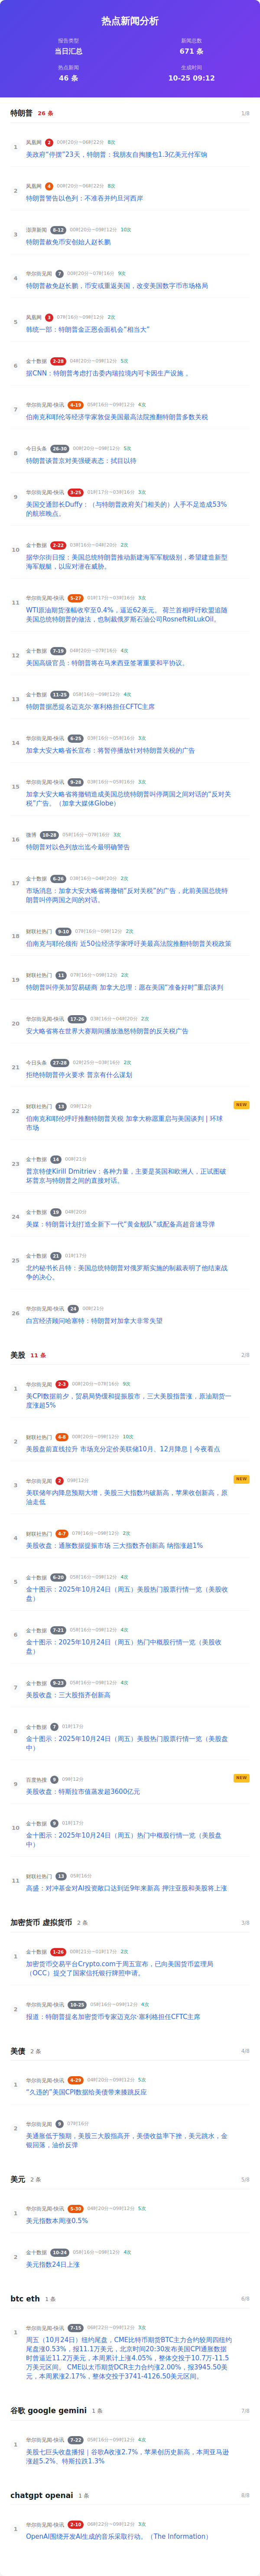 热点新闻分析
报告类型
新闻总数
当日汇总
671 条
热点新闻
生成时间
46 条
10-25 09:12
特朗普 26 条 1/8
1
凤凰网 2 00时20分~06时22分 8次
美政府“停摆”23天，特朗普：我朋友自掏腰包1.3亿美元付军饷
2
凤凰网 4 00时20分~06时22分 8次
特朗普警告以色列：不准吞并约旦河西岸
3
澎湃新闻 8-12 00时20分~09时12分 10次
特朗普赦免币安创始人赵长鹏
4
华尔街见闻 7 00时20分~07时16分 9次
特朗普赦免赵长鹏，币安或重返美国，改变美国数字币市场格局
5
凤凰网 3 07时16分~09时12分 2次
韩统一部：特朗普金正恩会面机会“相当大”
6
金十数据 2-28 04时20分~09时12分 5次
据CNN：特朗普考虑打击委内瑞拉境内可卡因生产设施 。
7
华尔街见闻·快讯 4-19 05时16分~09时12分 4次
伯南克和耶伦等经济学家敦促美国最高法院推翻特朗普多数关税
8
今日头条 26-30 00时20分~09时12分 5次
特朗普谈普京对美强硬表态：拭目以待
9
华尔街见闻·快讯 3-25 01时17分~03时16分 3次
美国交通部长Duffy：（与特朗普政府关门相关的）人手不足造成53%
的航班晚点。
10
金十数据 2-22 03时16分~04时20分 2次
据华尔街日报：美国总统特朗普推动新建海军军舰级别，希望建造新型
海军舰艇，以应对潜在威胁。
11
华尔街见闻·快讯 5-27 01时17分~03时16分 3次
WTI原油期货涨幅收窄至0.4%，逼近62美元。 荷兰首相呼吁欧盟追随
美国总统特朗普的做法，也制裁俄罗斯石油公司Rosneft和LukOil。
12
金十数据 7-19 04时20分~07时16分 4次
美国高级官员：特朗普将在马来西亚签署重要和平协议。
13
金十数据 11-25 05时16分~09时12分 4次
特朗普据悉提名迈克尔·塞利格担任CFTC主席
14
华尔街见闻·快讯 6-25 03时16分~05时16分 3次
加拿大安大略省长宣布：将暂停播放针对特朗普关税的广告
15
华尔街见闻·快讯 9-28 03时16分~05时16分 3次
加拿大安大略省将撤销造成美国总统特朗普叫停两国之间对话的“反对关
税”广告。（加拿大媒体Globe）
16
微博 10-28 05时16分~07时16分 3次
特朗普对以色列放出迄今最明确警告
17
金十数据 6-26 03时16分~04时20分 2次
市场消息：加拿大安大略省将撤销“反对关税”的广告，此前美国总统特
朗普叫停两国之间的对话。
18
财联社热门 9-10 07时16分~09时12分 2次
伯南克与耶伦领衔 近50位经济学家呼吁美最高法院推翻特朗普关税政策
19
财联社热门 11 07时16分~09时12分 2次
特朗普叫停美加贸易磋商 加拿大总理：愿在美国“准备好时”重启谈判
20
华尔街见闻·快讯 17-26 03时16分~04时20分 2次
安大略省将在世界大赛期间播放激怒特朗普的反关税广告
21
今日头条 27-28 02时25分~03时16分 2次
拒绝特朗普停火要求 普京有什么谋划
22
财联社热门 13 09时12分 NEW
伯南克和耶伦呼吁推翻特朗普关税 加拿大称愿重启与美国谈判 | 环球
市场
23
金十数据 14 00时21分
普京特使Kirill Dmitriev：各种力量，主要是英国和欧洲人，正试图破
坏普京与特朗普之间的直接对话。
24
金十数据 19 04时20分
美媒：特朗普计划打造全新下一代“黄金舰队”或配备高超音速导弹
25
金十数据 21 01时17分
北约秘书长吕特：美国总统特朗普对俄罗斯实施的制裁表明了他结束战
争的决心。
26
华尔街见闻·快讯 26 00时21分
白宫经济顾问哈塞特：特朗普对加拿大非常失望
美股 11 条 2/8
1
华尔街见闻 2-3 00时20分~07时16分 9次
美CPI数据前夕，贸易局势缓和提振股市，三大美股指普涨，原油期货一
度涨超5%
2
财联社热门 4-8 00时20分~09时12分 10次
美股盘前直线拉升 市场充分定价美联储10月、12月降息 | 今夜看点
3
华尔街见闻 2 09时12分 NEW
美联储年内降息预期大增，美股三大指数均破新高，苹果收创新高，原
油走低
4
财联社热门 4-7 07时16分~09时12分 2次
美股收盘：通胀数据提振市场 三大指数齐创新高 纳指涨超1%
5
金十数据 6-20 05时16分~09时12分 4次
金十图示：2025年10月24日（周五）美股热门股票行情一览（美股收
盘）
6
金十数据 7-21 05时16分~09时12分 4次
金十图示：2025年10月24日（周五）热门中概股行情一览（美股收
盘）
7
金十数据 9-23 05时16分~09时12分 4次
美股收盘：三大股指齐创新高
8
金十数据 7 01时17分
金十图示：2025年10月24日（周五）美股热门股票行情一览（美股盘
中）
9
百度热搜 9 09时12分 NEW
美股收盘：特斯拉市值蒸发超3600亿元
10
金十数据 9 01时17分
金十图示：2025年10月24日（周五）热门中概股行情一览（美股盘
中）
11
财联社热门 13 05时16分
高盛：对冲基金对AI投资敞口达到近9年来新高 押注亚股和美股将上涨
加密货币 虚拟货币 2 条 3/8
1
金十数据 1-26 00时21分~01时17分 2次
加密货币交易平台Crypto.com于周五宣布，已向美国货币监理局
（OCC）提交了国家信托银行牌照申请。
2
华尔街见闻·快讯 10-25 05时16分~09时12分 4次
报道：特朗普提名加密货币专家迈克尔·塞利格担任CFTC主席
美债 2 条 4/8
1
华尔街见闻·快讯 4-29 04时20分~09时12分 5次
“久违的”美国CPI数据给美债带来膝跳反应
2
华尔街见闻 9 07时16分
美通胀低于预期，美股三大股指高开，美债收益率下挫，美元跳水，金
银回落，油价反弹
美元 2 条 5/8
1
华尔街见闻·快讯 5-30 04时20分~09时12分 5次
美元指数本周涨0.5%
2
金十数据 10-24 05时16分~09时12分 4次
美元指数24日上涨
btc eth 1 条 6/8
1
华尔街见闻·快讯 7-15 06时22分~09时12分 3次
周五（10月24日）纽约尾盘，CME比特币期货BTC主力合约较周四纽约
尾盘涨0.53%，报11.1万美元，北京时间20:30发布美国CPI通胀数据
时曾逼近11.2万美元，本周累计上涨4.05%，整体交投于10.7万-11.5
万美元区间。 CME以太币期货DCR主力合约涨2.00%，报3945.50美
元，本周累涨2.17%，整体交投于3741-4126.50美元区间。
谷歌 google gemini 1 条 7/8
1
华尔街见闻·快讯 7-22 05时16分~09时12分 4次
美股七巨头收盘播报｜谷歌A收涨2.7%，苹果创历史新高，本周亚马逊
涨超5.2%、特斯拉跌1.3%
chatgpt openai 1 条 8/8
1
华尔街见闻·快讯 2-10 06时22分~09时12分 3次
OpenAI围绕开发AI生成的音乐采取行动。（The Information）